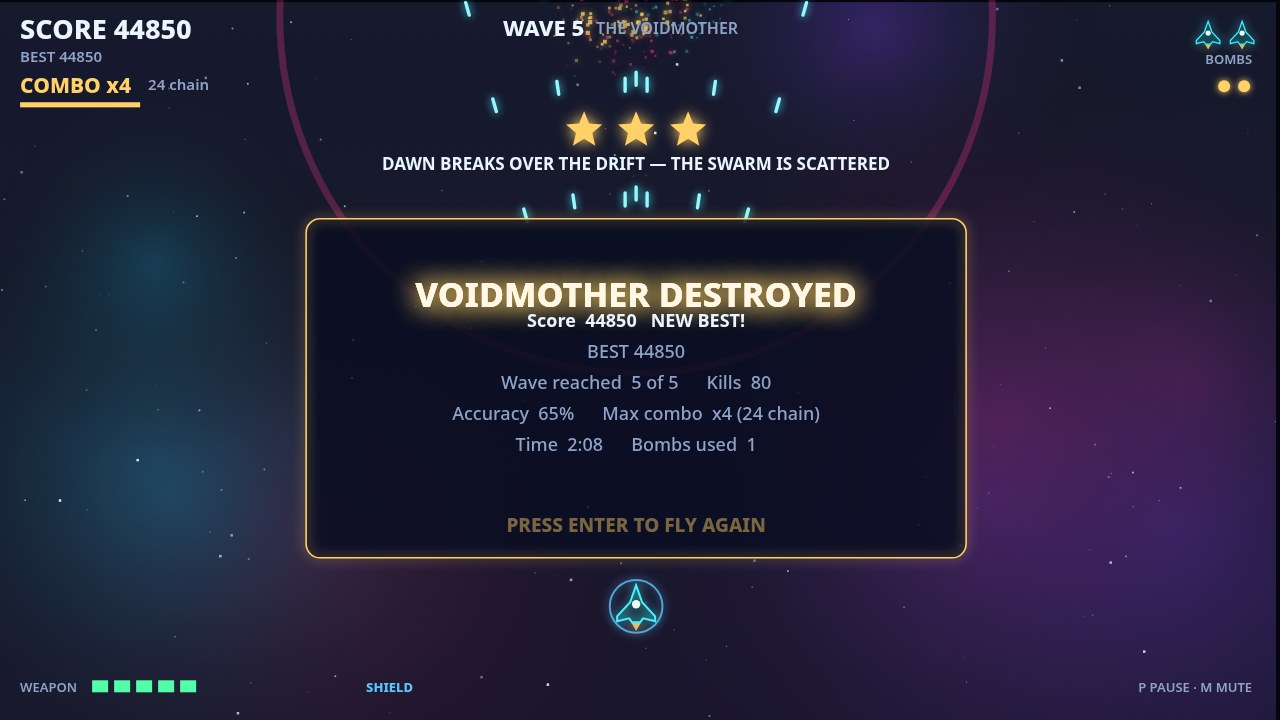 SCORE 44850
BEST 44850
COMBO x4 24 chain
WAVE 5 THE VOIDMOTHER
BOMBS
DAWN BREAKS OVER THE DRIFT — THE SWARM IS SCATTERED
VOIDMOTHER DESTROYED
Score 44850 NEW BEST!
BEST 44850
Wave reached 5 of 5 Kills 80
Accuracy 65% Max combo x4 (24 chain)
Time 2:08 Bombs used 1
PRESS ENTER TO FLY AGAIN
WEAPON
SHIELD
P PAUSE · M MUTE